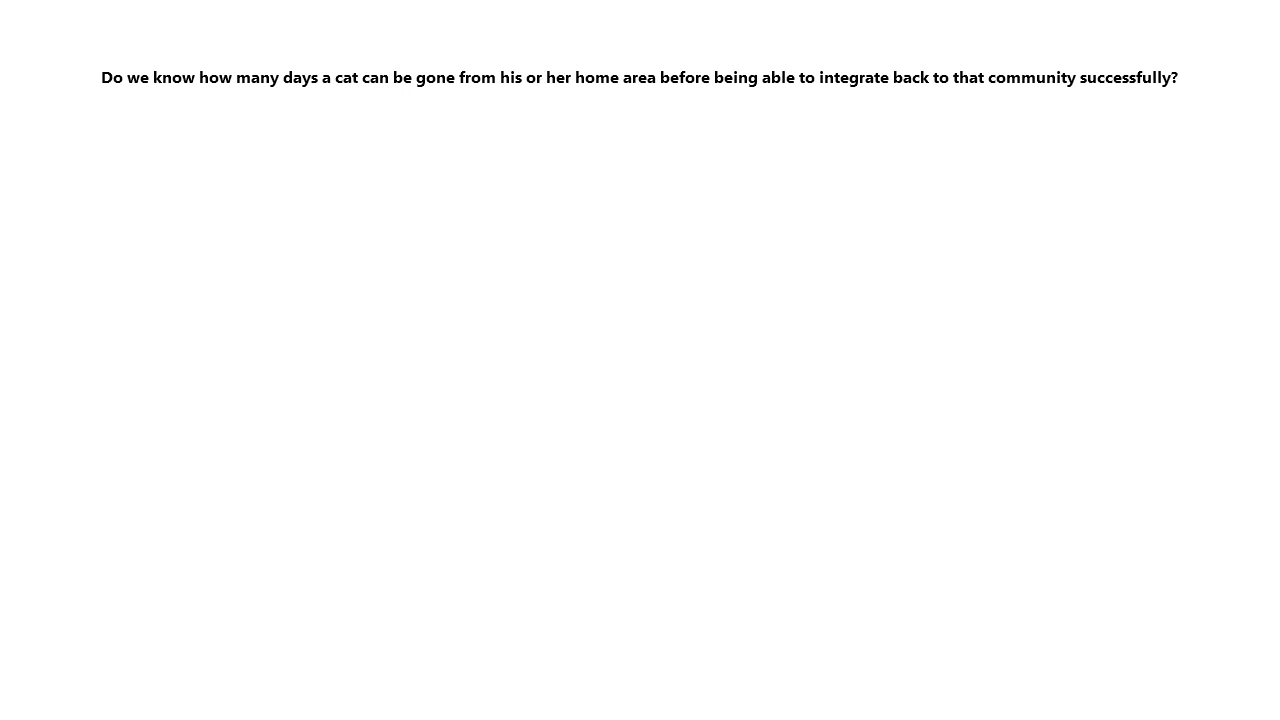 Do we know how many days a cat can be gone from his or her home area before being able to integrate back to that community successfully?